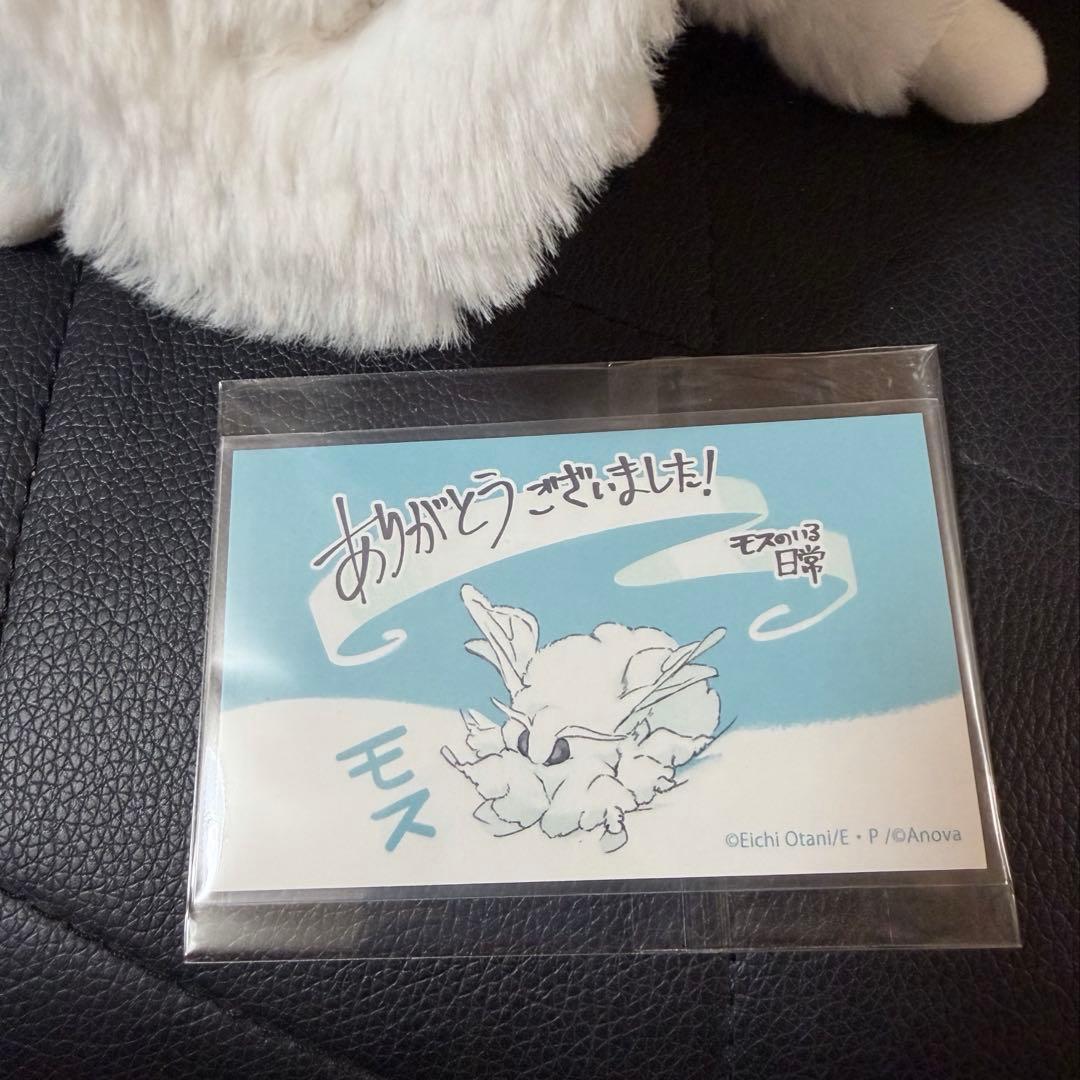 ありがとうございました！
モスのいる
日常
モス
©Eichi Otani/E・P /©Anova